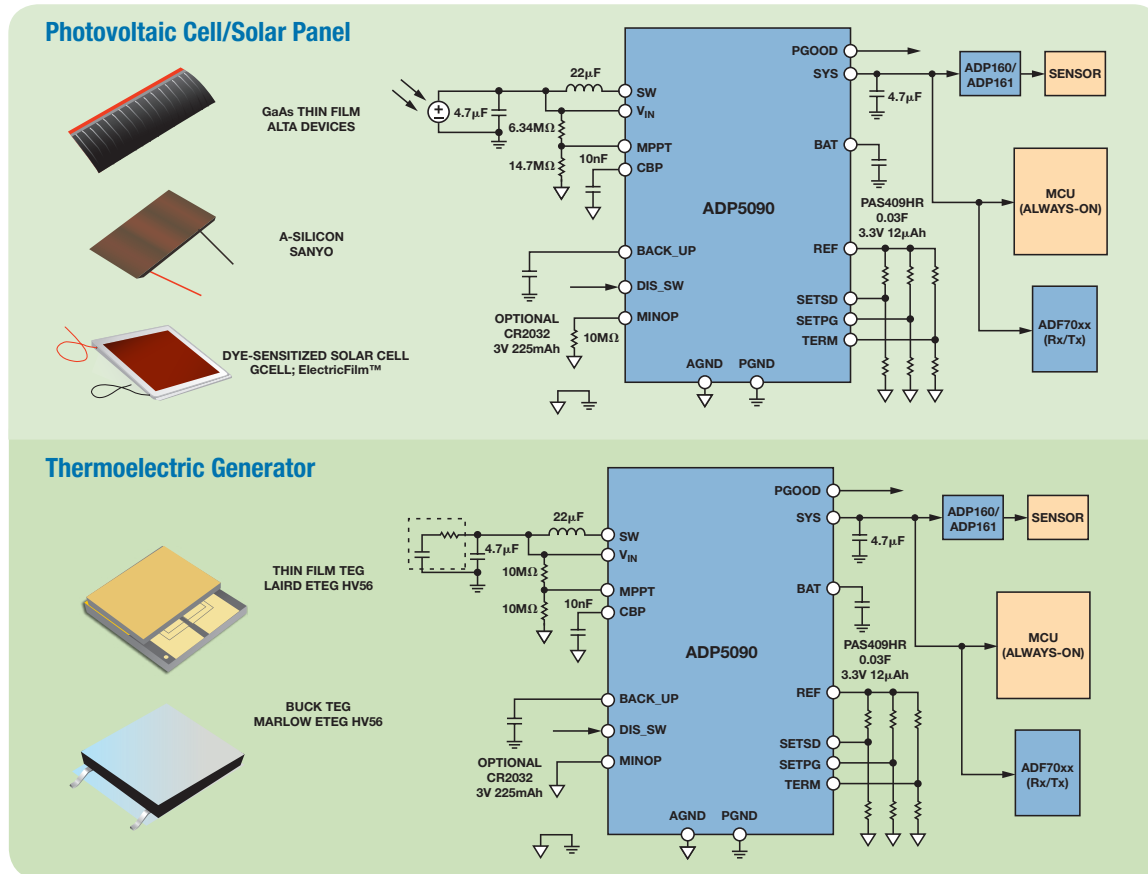 Photovoltaic Cell/Solar Panel
GaAs THIN FILM
ALTA DEVICES
A-SILICON
SANYO
DYE-SENSITIZED SOLAR CELL
GCELL; ElectricFilm™
22µF
4.7µF
6.34MΩ
14.7MΩ
10nF
SW
VIN
MPPT
CBP
BACK_UP
DIS_SW
MINOP
OPTIONAL
CR2032
3V 225mAh
10MΩ
ADP5090
AGND
PGND
PGOOD
SYS
BAT
REF
SETSD
SETPG
TERM
4.7µF
PAS409HR
0.03F
3.3V 12µAh
ADP160/
ADP161
SENSOR
MCU
(ALWAYS-ON)
ADF70xx
(Rx/Tx)
Thermoelectric Generator
THIN FILM TEG
LAIRD ETEG HV56
BUCK TEG
MARLOW ETEG HV56
22µF
4.7µF
10MΩ
10MΩ
10nF
SW
VIN
MPPT
CBP
BACK_UP
DIS_SW
MINOP
OPTIONAL
CR2032
3V 225mAh
ADP5090
AGND
PGND
PGOOD
SYS
BAT
REF
SETSD
SETPG
TERM
4.7µF
PAS409HR
0.03F
3.3V 12µAh
ADP160/
ADP161
SENSOR
MCU
(ALWAYS-ON)
ADF70xx
(Rx/Tx)